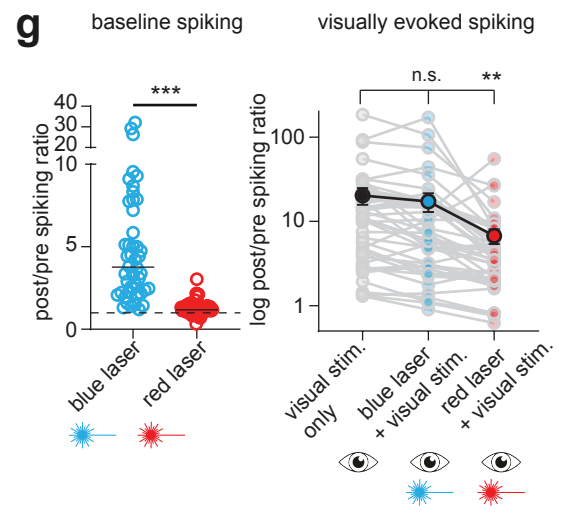 g
baseline spiking
visually evoked spiking
***
n.s.
**
post/pre spiking ratio
40
30
20
10
5
0
blue laser
red laser
log post/pre spiking ratio
100
10
1
visual stim.
only
blue laser
+ visual stim.
red laser
+ visual stim.